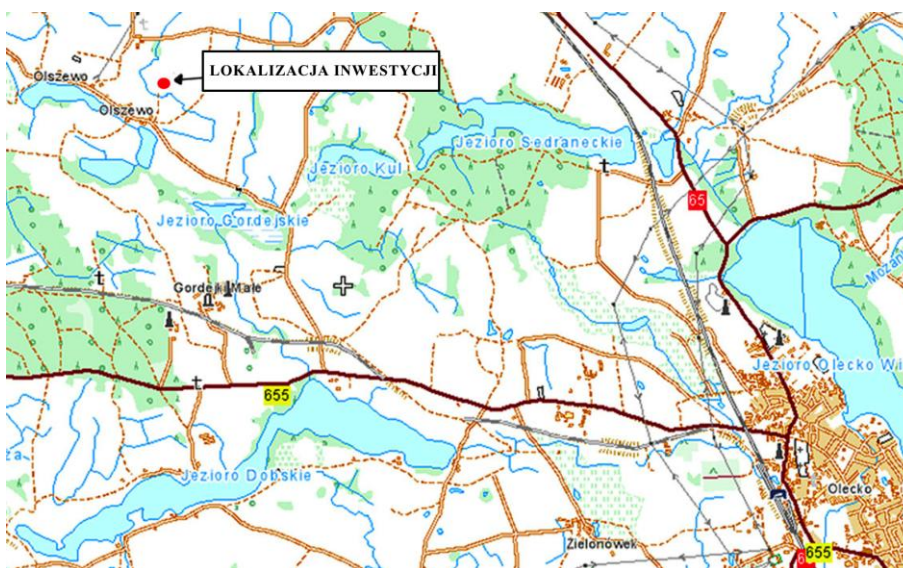 LOKALIZACJA INWESTYCJI
Olszewo
Olszewo
Jezioro Sedraneckie
Jezioro Kul
65
Jezioro Gordejskie
Gordejki Małe
Jezioro Olecko Wi
655
Jezioro Dobskie
Olecko
Zielonówek
655